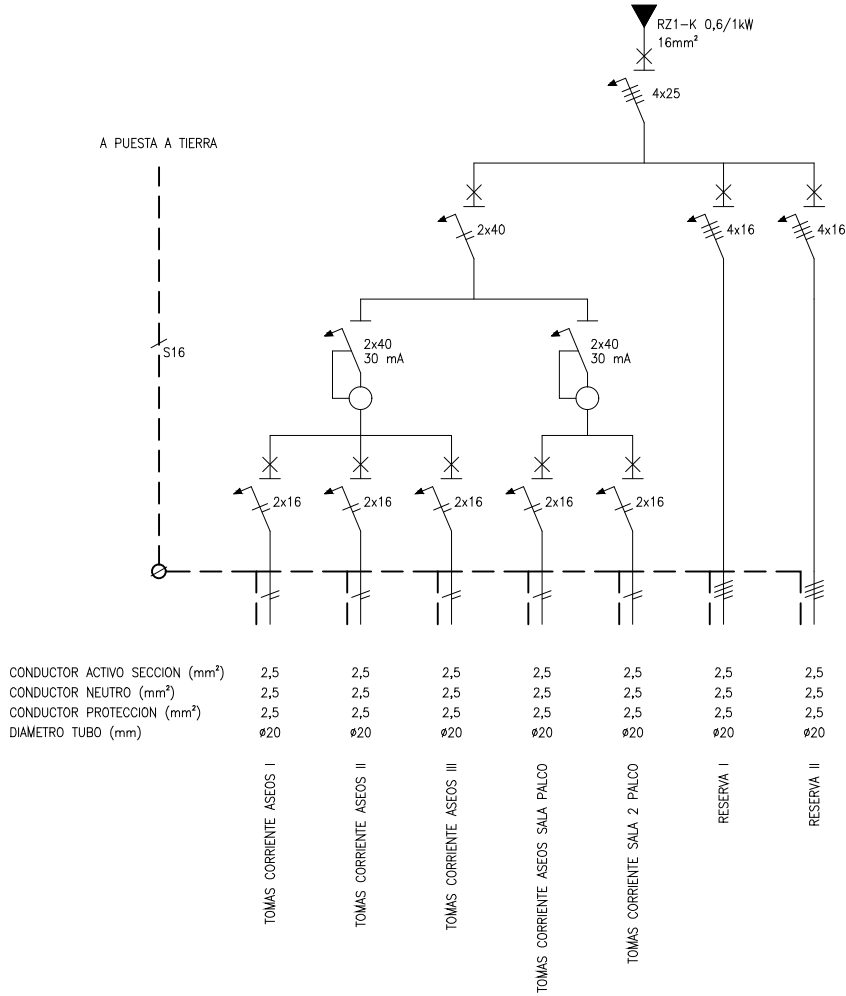 RZ1-K 0,6/1kW
16mm²
4x25
A PUESTA A TIERRA
2x40
4x16
4x16
S16
2x40
30 mA
2x40
30 mA
2x16
2x16
2x16
2x16
2x16
CONDUCTOR ACTIVO SECCION (mm²) 2,5 2,5 2,5 2,5 2,5 2,5 2,5
CONDUCTOR NEUTRO (mm²) 2,5 2,5 2,5 2,5 2,5 2,5 2,5
CONDUCTOR PROTECCION (mm²) 2,5 2,5 2,5 2,5 2,5 2,5 2,5
DIAMETRO TUBO (mm) ø20 ø20 ø20 ø20 ø20 ø20 ø20
TOMAS CORRIENTE ASEOS I
TOMAS CORRIENTE ASEOS II
TOMAS CORRIENTE ASEOS III
TOMAS CORRIENTE ASEOS SALA PALCO
TOMAS CORRIENTE SALA 2 PALCO
RESERVA I
RESERVA II